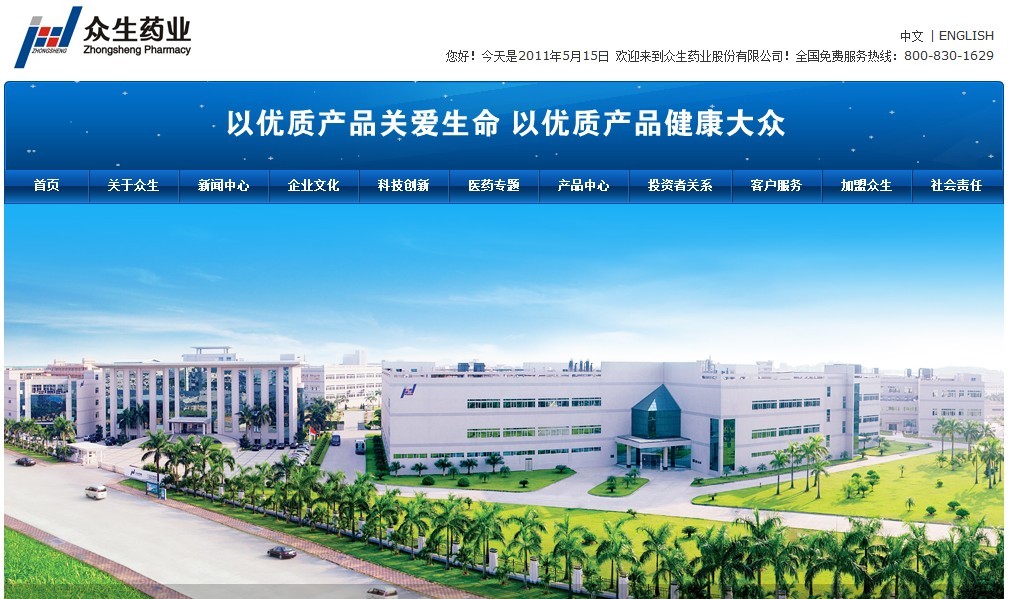 众生药业
ZHONGSHENG
Zhongsheng Pharmacy
中文 | ENGLISH
您好！今天是2011年5月15日 欢迎来到众生药业股份有限公司！全国免费服务热线：800-830-1629
以优质产品关爱生命 以优质产品健康大众
首页 关于众生 新闻中心 企业文化 科技创新 医药专题 产品中心 投资者关系 客户服务 加盟众生 社会责任